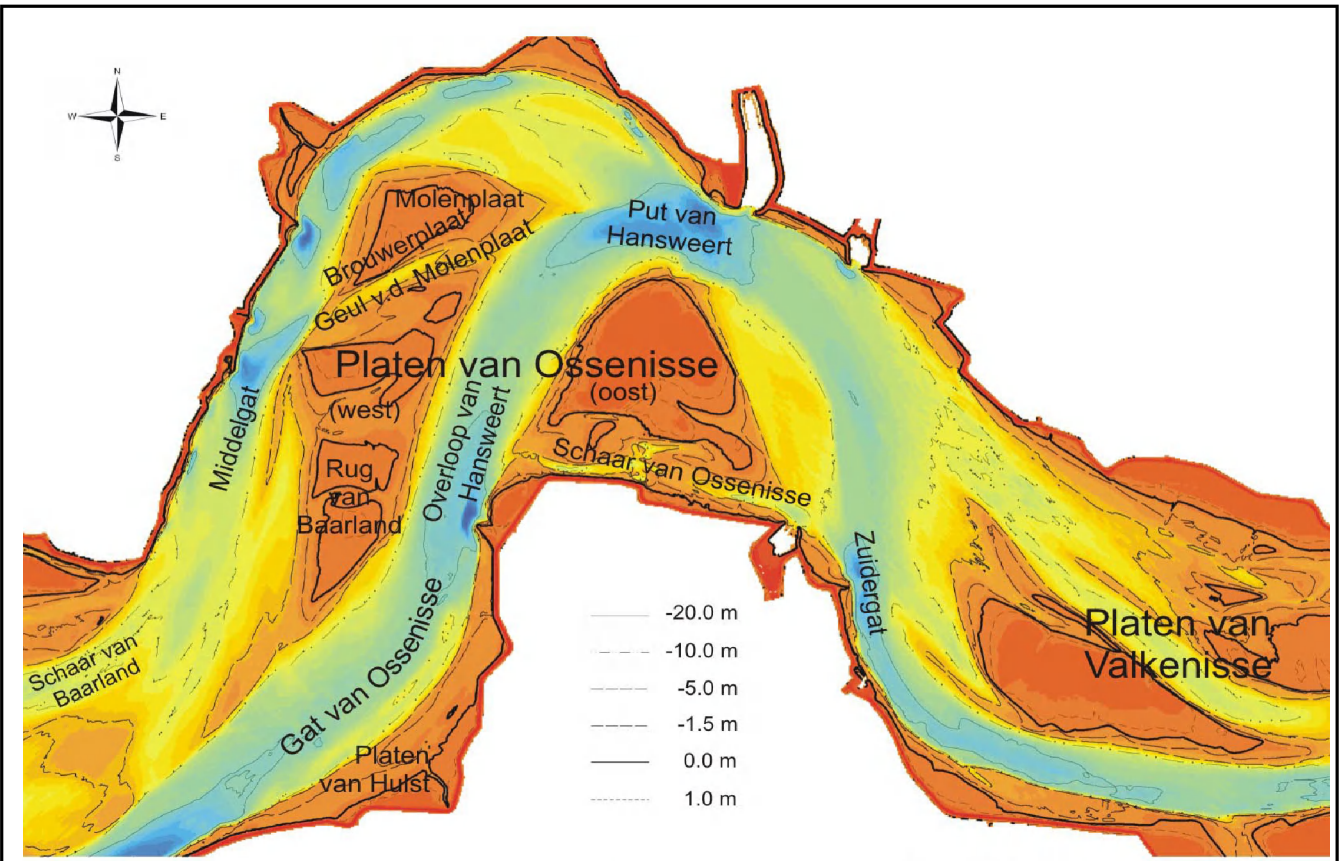 N
W E
S
Molenplaat
Brouwerplaat
Geul v.d. Molenplaat
Put van
Hansweert
Platen van Ossenisse
(west)
(oost)
Middelgat
Overloop van
Hansweert
Rug
van
Baarland
Schaar van Ossenisse
Zuidergat
Gat van Ossenisse
Schaar van
Baarland
Platen
van Hulst
Platen van
Valkenisse
-20.0 m
-10.0 m
-5.0 m
-1.5 m
0.0 m
1.0 m